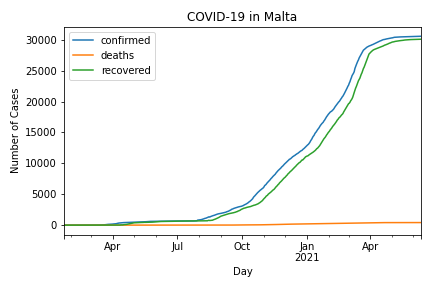 COVID-19 in Malta
confirmed
deaths
recovered
Number of Cases
30000
25000
20000
15000
10000
5000
0
Apr
Jul
Oct
Jan
2021
Apr
Day